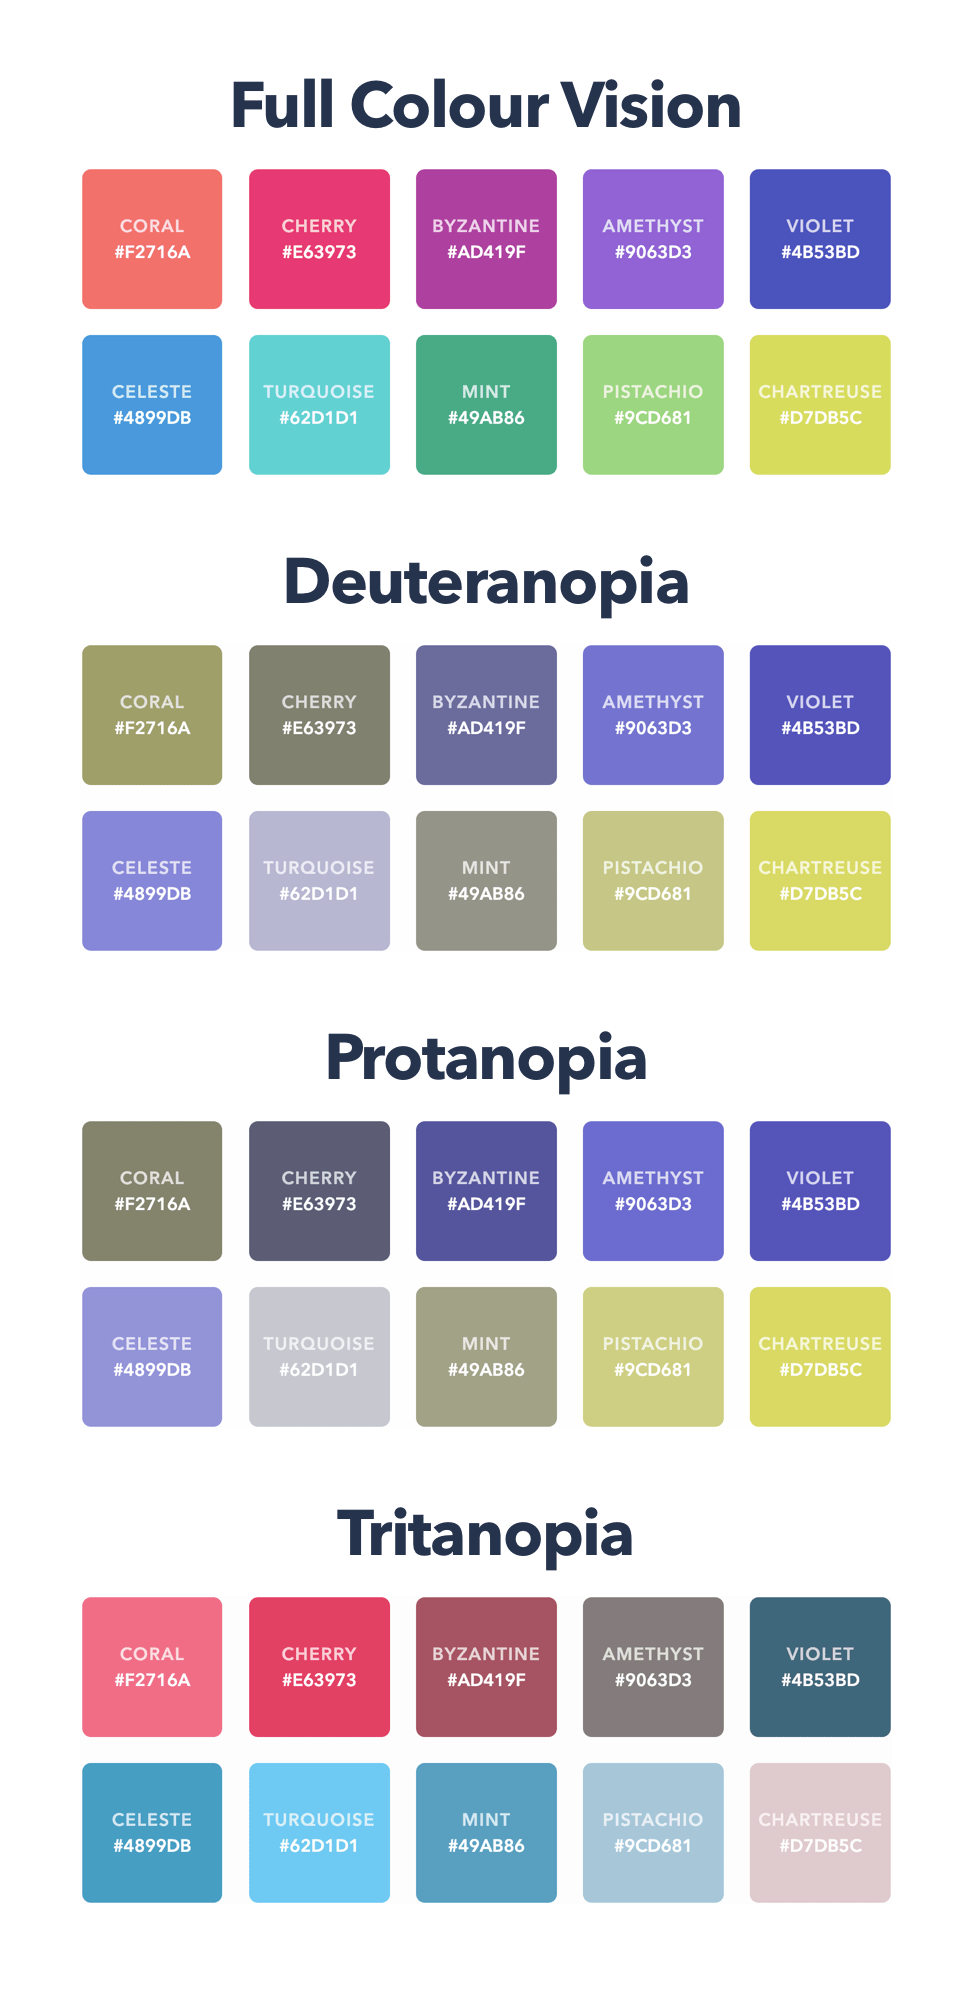 Full Colour Vision
CORAL CHERRY BYZANTINE AMETHYST VIOLET
#F2716A #E63973 #AD419F #9063D3 #4B53BD
CELESTE TURQUOISE MINT PISTACHIO CHARTREUSE
#4899DB #62D1D1 #49AB86 #9CD681 #D7DB5C
Deuteranopia
CORAL CHERRY BYZANTINE AMETHYST VIOLET
#F2716A #E63973 #AD419F #9063D3 #4B53BD
CELESTE TURQUOISE MINT PISTACHIO CHARTREUSE
#4899DB #62D1D1 #49AB86 #9CD681 #D7DB5C
Protanopia
CORAL CHERRY BYZANTINE AMETHYST VIOLET
#F2716A #E63973 #AD419F #9063D3 #4B53BD
CELESTE TURQUOISE MINT PISTACHIO CHARTREUSE
#4899DB #62D1D1 #49AB86 #9CD681 #D7DB5C
Tritanopia
CORAL CHERRY BYZANTINE AMETHYST VIOLET
#F2716A #E63973 #AD419F #9063D3 #4B53BD
CELESTE TURQUOISE MINT PISTACHIO CHARTREUSE
#4899DB #62D1D1 #49AB86 #9CD681 #D7DB5C